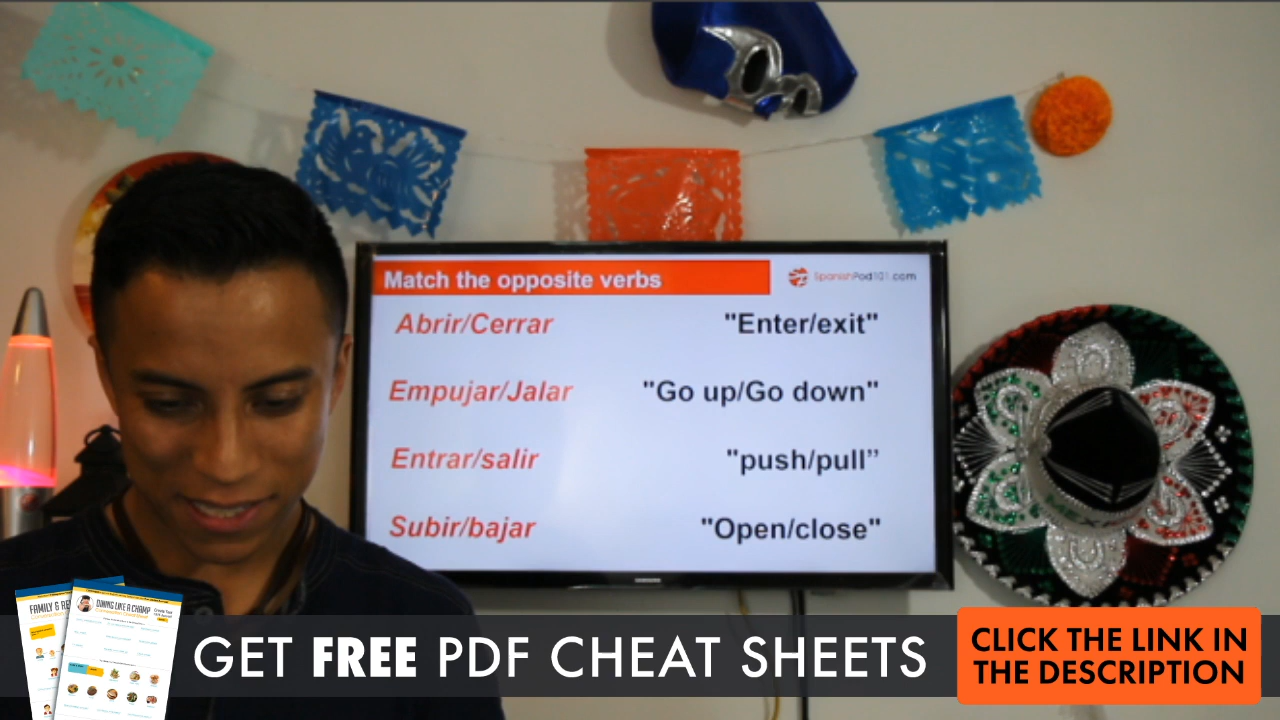 Match the opposite verbs
SpanishPod101.com
Abrir/Cerrar
"Enter/exit"
Empujar/Jalar
"Go up/Go down"
Entrar/salir
"push/pull”
Subir/bajar
"Open/close"
SAMSUNG
FAMILY & RE
DINING LIKE A CHAMP
GET FREE PDF CHEAT SHEETS
CLICK THE LINK IN
THE DESCRIPTION